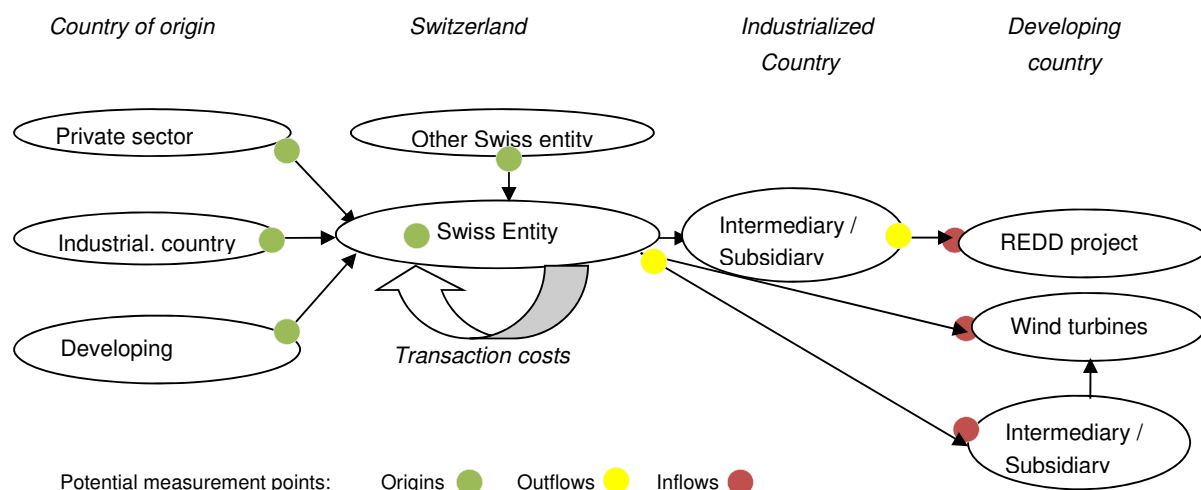 Country of origin
Switzerland
Industrialized
Country
Developing
country
Private sector
Other Swiss entity
Industrial. country
Swiss Entity
Intermediary /
Subsidiary
REDD project
Developing
Wind turbines
Transaction costs
Intermediary /
Subsidiary
Potential measurement points: Origins Outflows Inflows